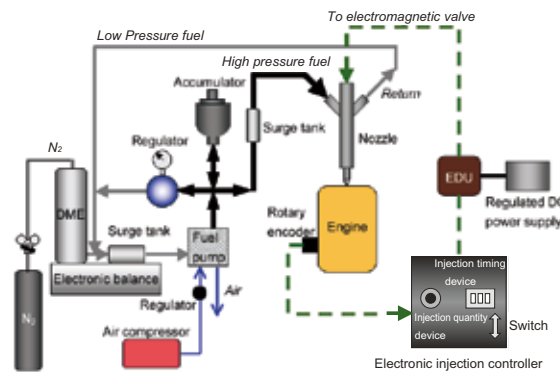 To electromagnetic valve
Low Pressure fuel
High pressure fuel
Accumulator
Return
Surge tank
N2
Regulator
Nozzle
EDU
Regulated DC
power supply
DME
Surge tank
Rotary
encoder
Engine
Fuel
pump
Electronic balance
Regulator
Air
Injection timing
device
N2
Injection quantity
device
Switch
Air compressor
Electronic injection controller